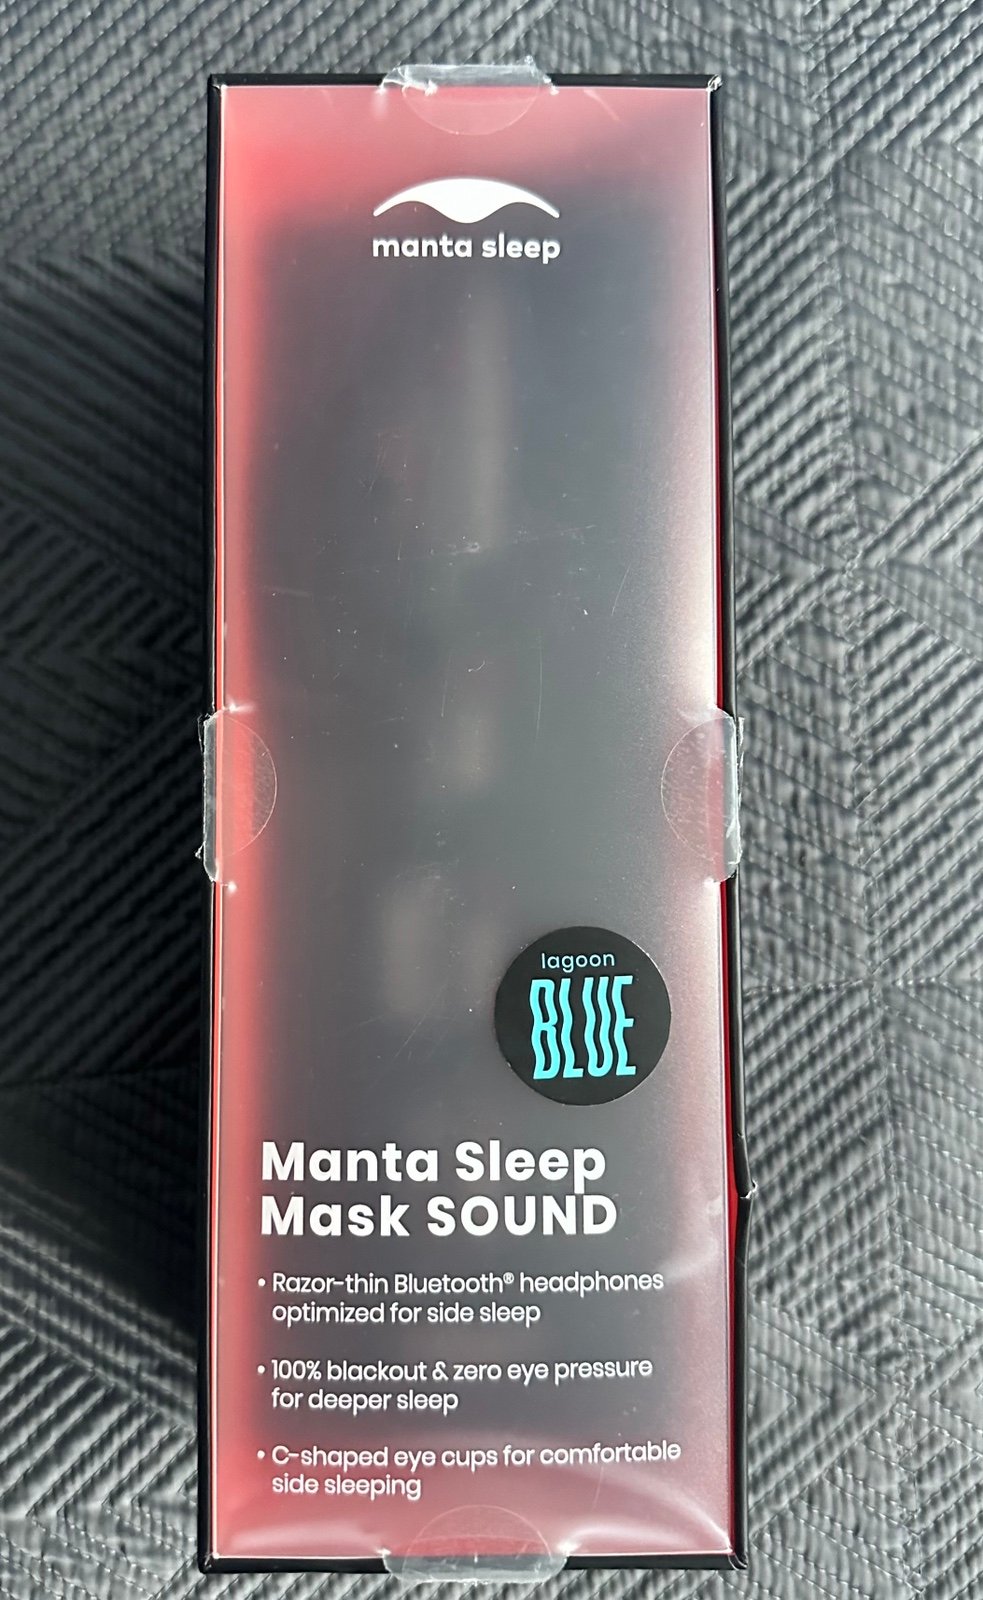 manta sleep
lagoon
BLUE
Manta Sleep
Mask SOUND
• Razor-thin Bluetooth® headphones
optimized for side sleep
• 100% blackout & zero eye pressure
for deeper sleep
• C-shaped eye cups for comfortable
side sleeping